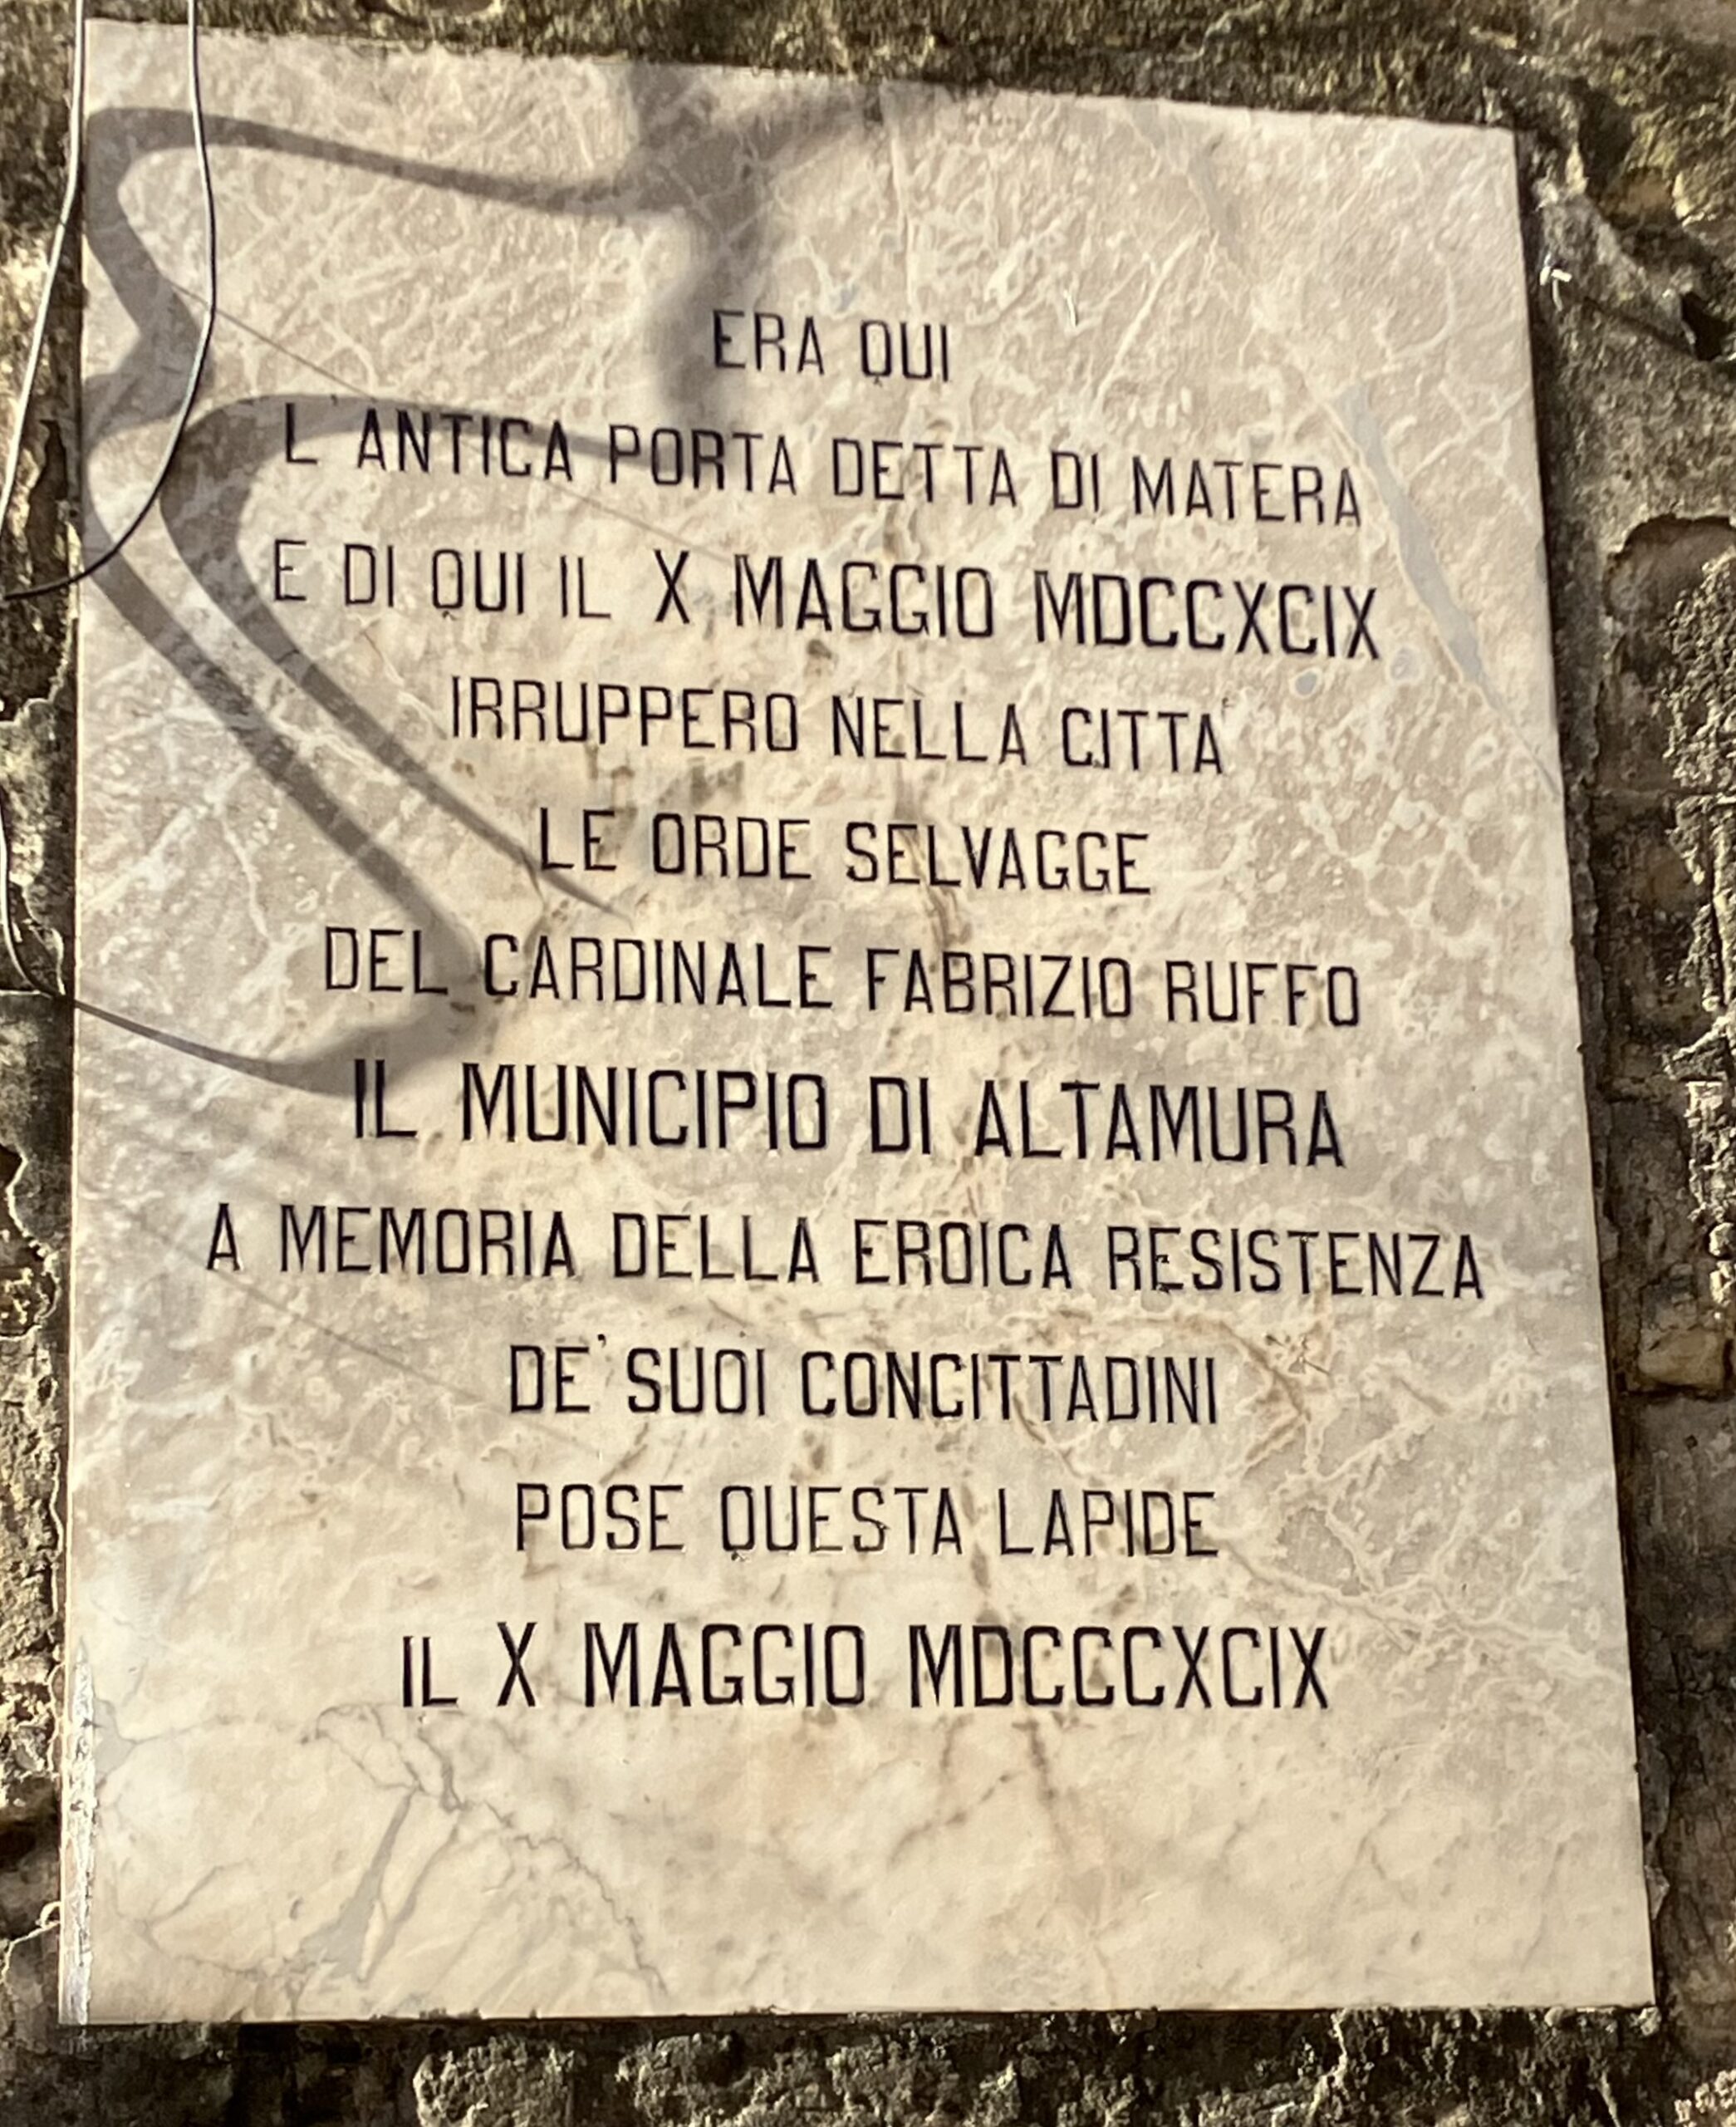 ERA QUI
L'ANTICA PORTA DETTA DI MATERA
E DI QUI IL X MAGGIO MDCCXCIX
IRRUPPERO NELLA CITTA'
LE ORDE SELVAGGE
DEL CARDINALE FABRIZIO RUFFO
IL MUNICIPIO DI ALTAMURA
A MEMORIA DELLA EROICA RESISTENZA
DE' SUOI CONCITTADINI
POSE QUESTA LAPIDE
IL X MAGGIO MDCCCXCIX